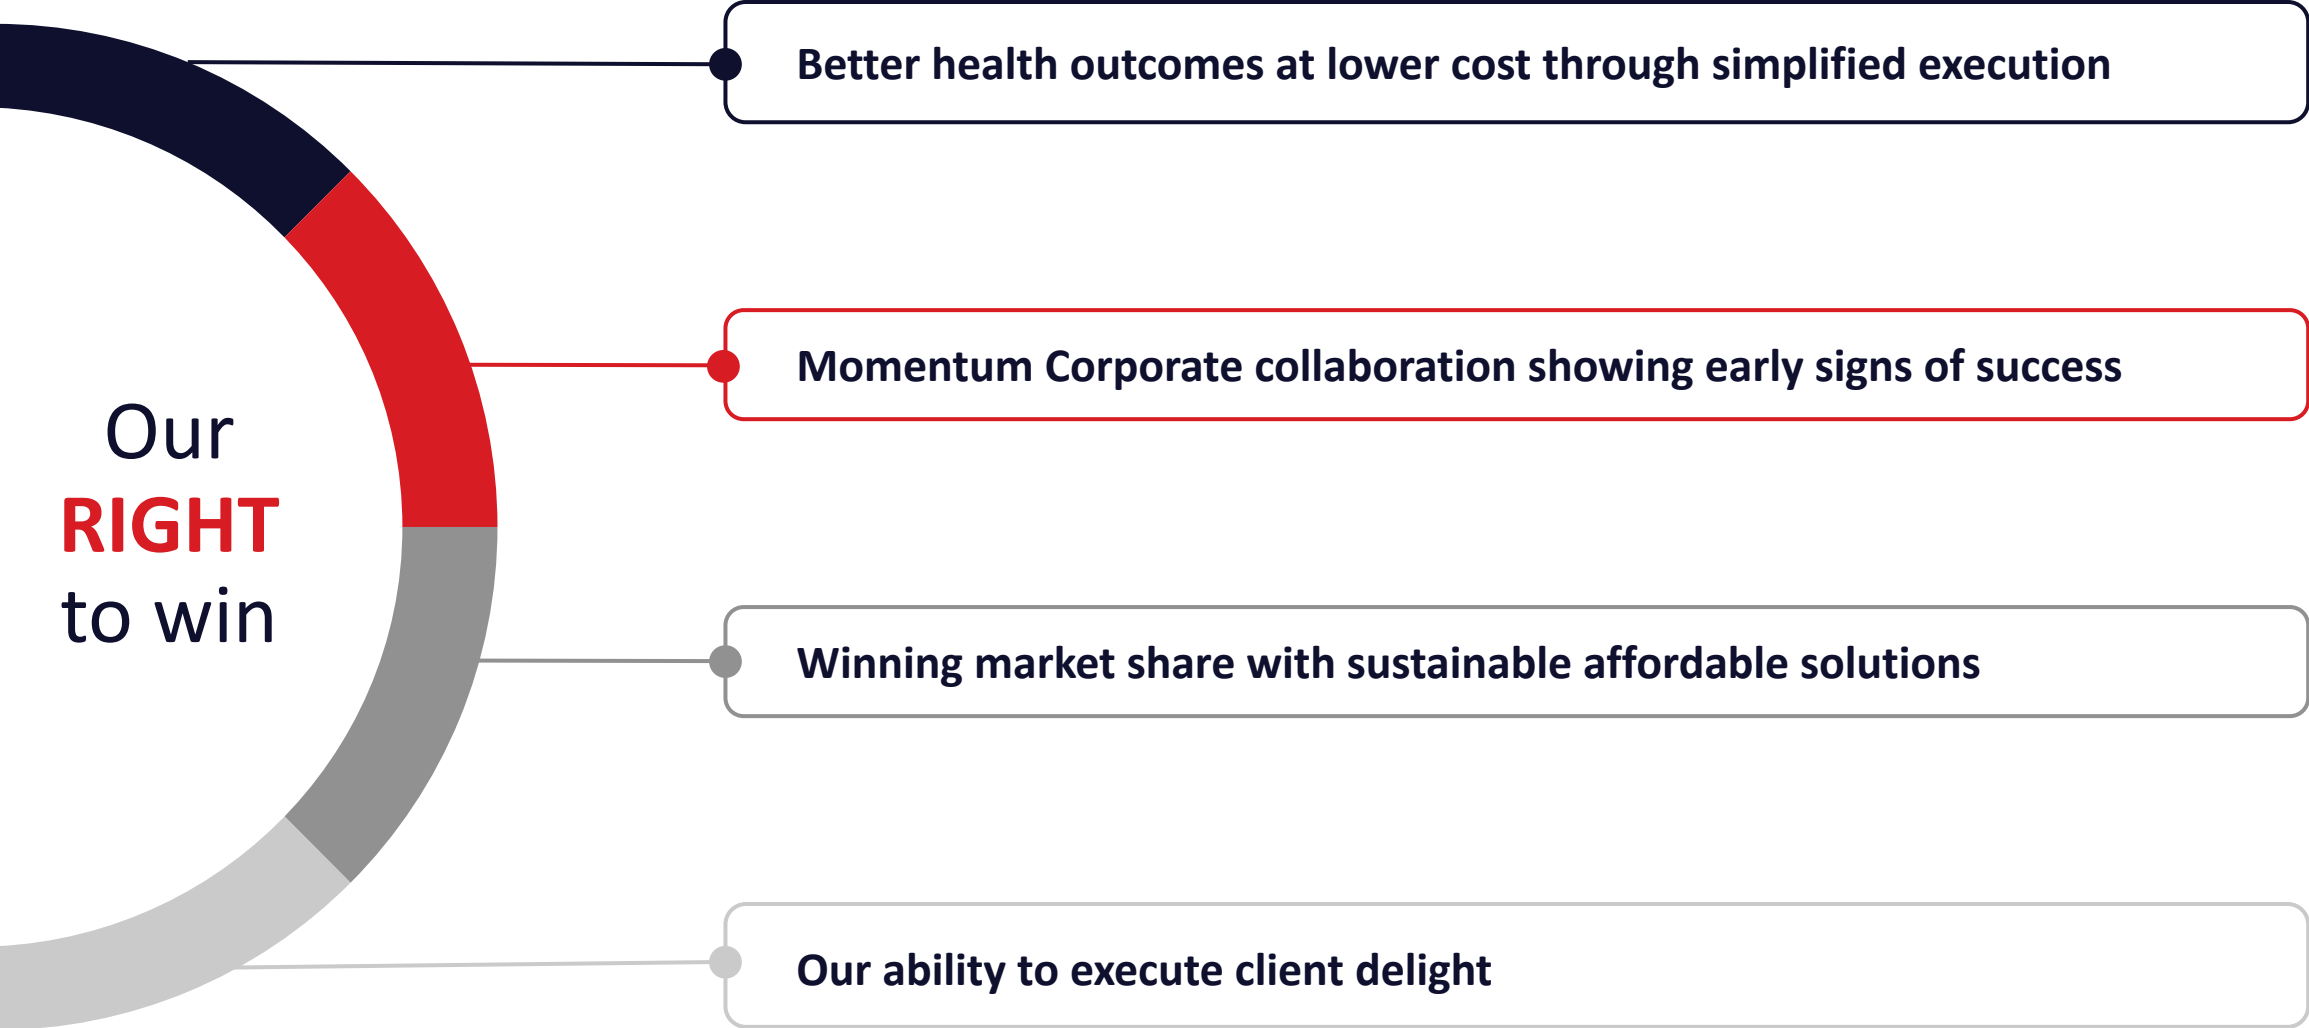 Our
RIGHT
to win
Better health outcomes at lower cost through simplified execution
Momentum Corporate collaboration showing early signs of success
Winning market share with sustainable affordable solutions
Our ability to execute client delight